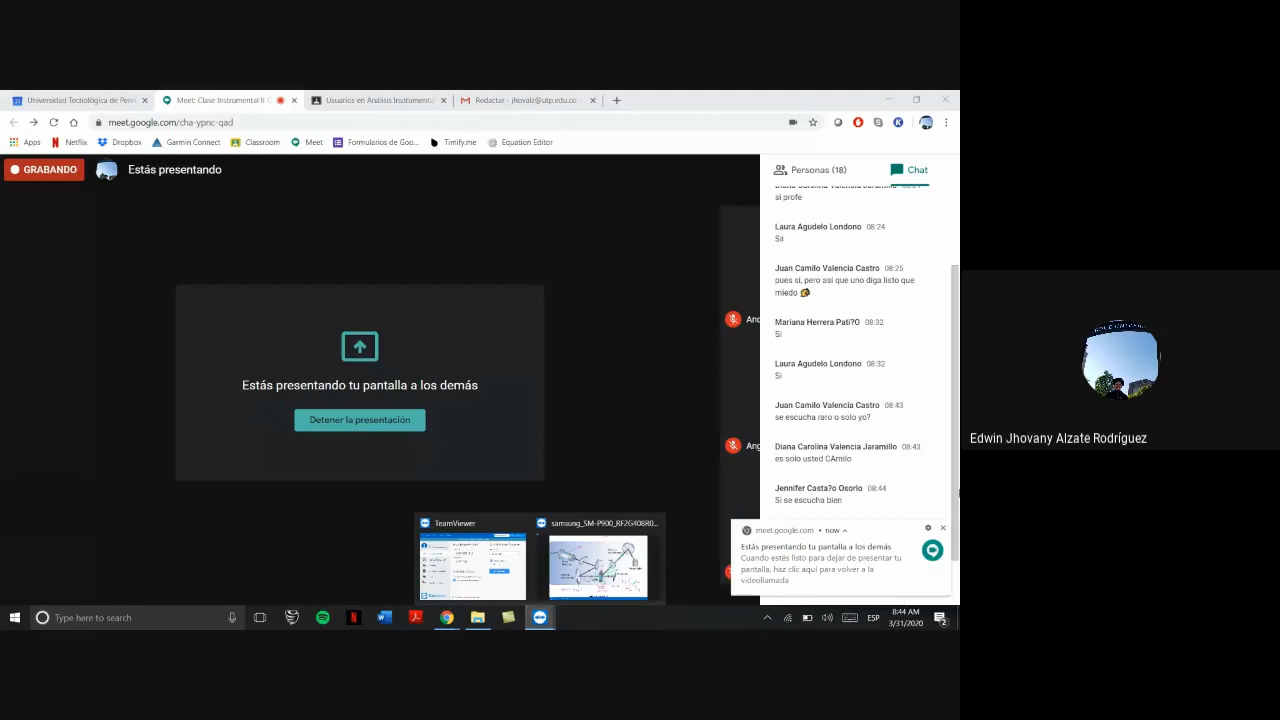 Universidad Tecnológica de Pere
Meet: Clase Instrumental II G
Usuarios en Análisis Instrumental
Redactar - jhovalz@utp.edu.co -
meet.google.com/cha-ypnc-qad
Apps
Netflix
Dropbox
Garmin Connect
Classroom
Meet
Formularios de Goo...
Timify.me
Equation Editor
GRABANDO
Estás presentando
Personas (18)
Chat
Diana Carolina Valencia Jaramillo
si profe
Laura Agudelo Londono 08:24
Sii
Juan Camilo Valencia Castro 08:25
pues si, pero así que uno diga listo que
miedo
Mariana Herrera Pati?O 08:32
Si
Laura Agudelo Londono 08:32
Si
Juan Camilo Valencia Castro 08:43
se escucha raro o solo yo?
Diana Carolina Valencia Jaramillo 08:43
es solo usted CAmilo
Jennifer Casta?o Osorio 08:44
Si se escucha bien
And
Ang
Estás presentando tu pantalla a los demás
Detener la presentación
Edwin Jhovany Alzate Rodríguez
TeamViewer
samsung_SM-P900_RF2G408R0...
meet.google.com • now
Estás presentando tu pantalla a los demás
Cuando estés listo para dejar de presentar tu
pantalla, haz clic aquí para volver a la
videollamada
Type here to search
ESP
8:44 AM
3/31/2020
2